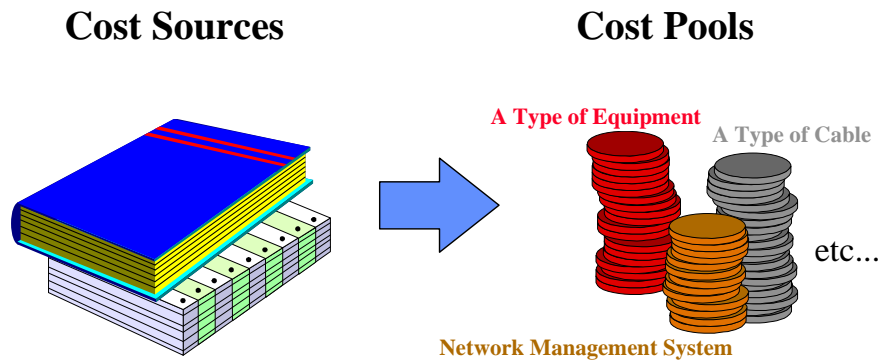 Cost Sources
Cost Pools
A Type of Equipment
A Type of Cable
etc...
Network Management System